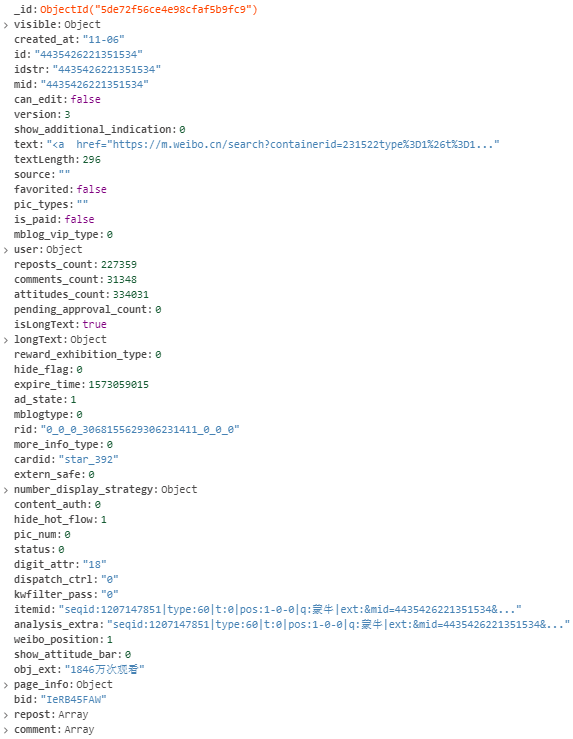 _id:ObjectId("5de72f56ce4e98cfaf5b9fc9")
> visible:Object
created_at:"11-06"
id:"4435426221351534"
idstr:"4435426221351534"
mid:"4435426221351534"
can_edit:false
version:3
show_additional_indication:0
text:"<a  href="https://m.weibo.cn/search?containerid=231522type%3D1%26t%3D1..."
textLength:296
source:""
favorited:false
pic_types:""
is_paid:false
mblog_vip_type:0
> user:Object
reposts_count:227359
comments_count:31348
attitudes_count:334031
pending_approval_count:0
isLongText:true
> longText:Object
reward_exhibition_type:0
hide_flag:0
expire_time:1573059015
ad_state:1
mblogtype:0
rid:"0_0_0_3068155629306231411_0_0_0"
more_info_type:0
cardid:"star_392"
extern_safe:0
> number_display_strategy:Object
content_auth:0
hide_hot_flow:1
pic_num:0
status:0
digit_attr:"18"
dispatch_ctrl:"0"
kwfilter_pass:"0"
itemid:"seqid:1207147851|type:60|t:0|pos:1-0-0|q:蒙牛|ext:&mid=4435426221351534&..."
analysis_extra:"seqid:1207147851|type:60|t:0|pos:1-0-0|q:蒙牛|ext:&mid=4435426221351534&..."
weibo_position:1
show_attitude_bar:0
obj_ext:"1846万次观看"
> page_info:Object
bid:"IeRB45FAW"
> repost:Array
> comment:Array